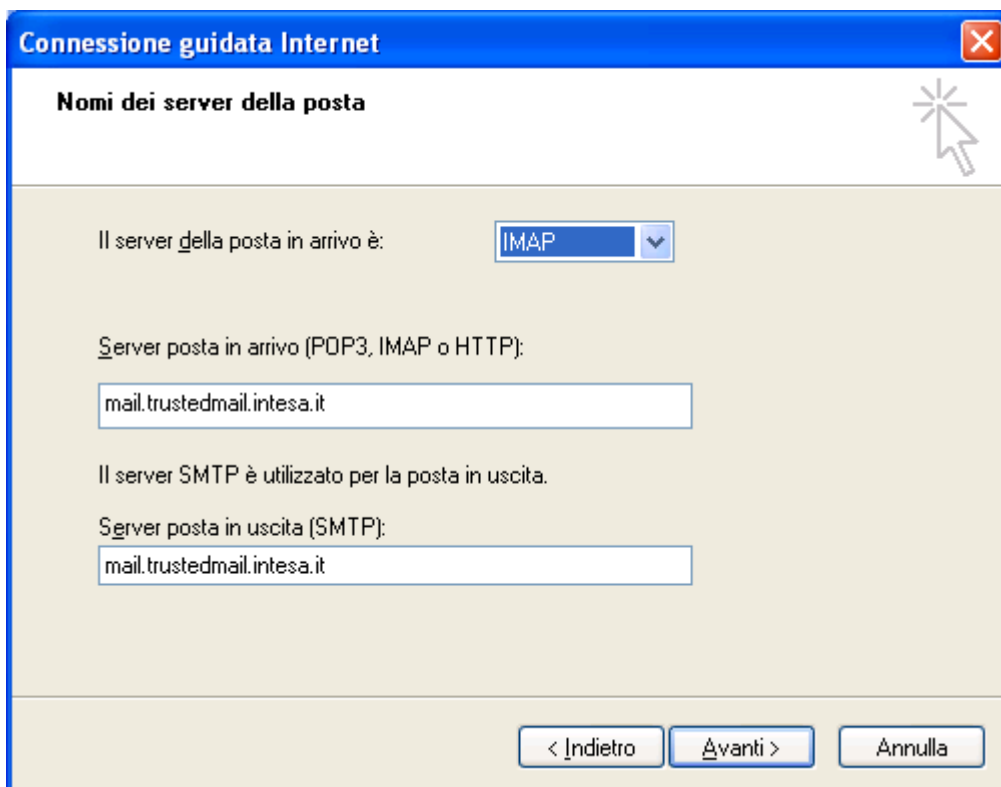 Connessione guidata Internet
Nomi dei server della posta
Il server della posta in arrivo è:
IMAP
Server posta in arrivo (POP3, IMAP o HTTP):
mail.trustedmail.intesa.it
Il server SMTP è utilizzato per la posta in uscita.
Server posta in uscita (SMTP):
mail.trustedmail.intesa.it
< Indietro
Avanti >
Annulla